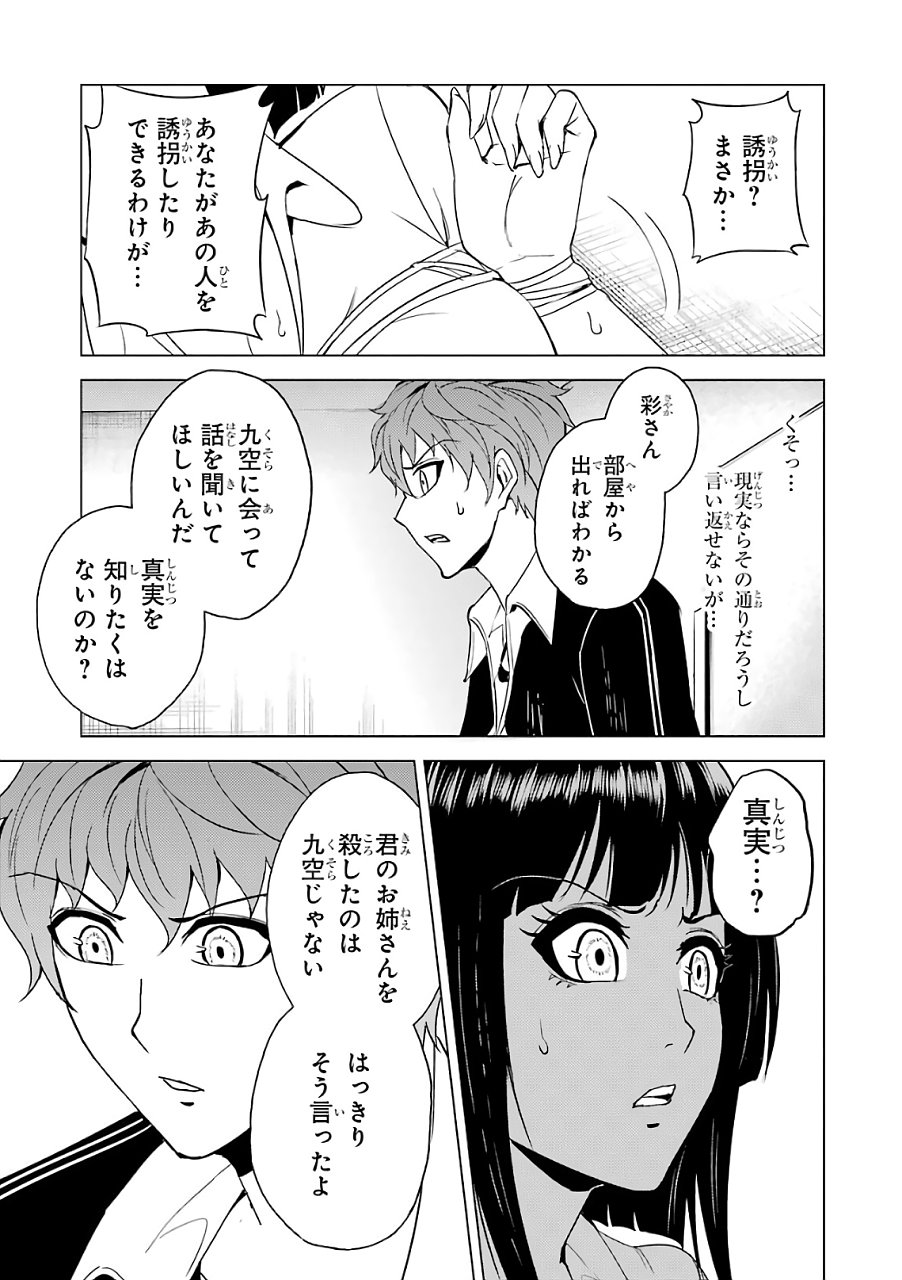 誘拐?
まさか…
あなたがあの人を
誘拐したり
できるわけが…
くそっ…
現実ならその通りだろうし
言い返せないが…
彩さん
部屋から
出ればわかる
九空に会って
話を聞いて
ほしいんだ
真実を
知りたくは
ないのか?
真実…?
君のお姉さんを
殺したのは
九空じゃない
はっきり
そう言ったよ